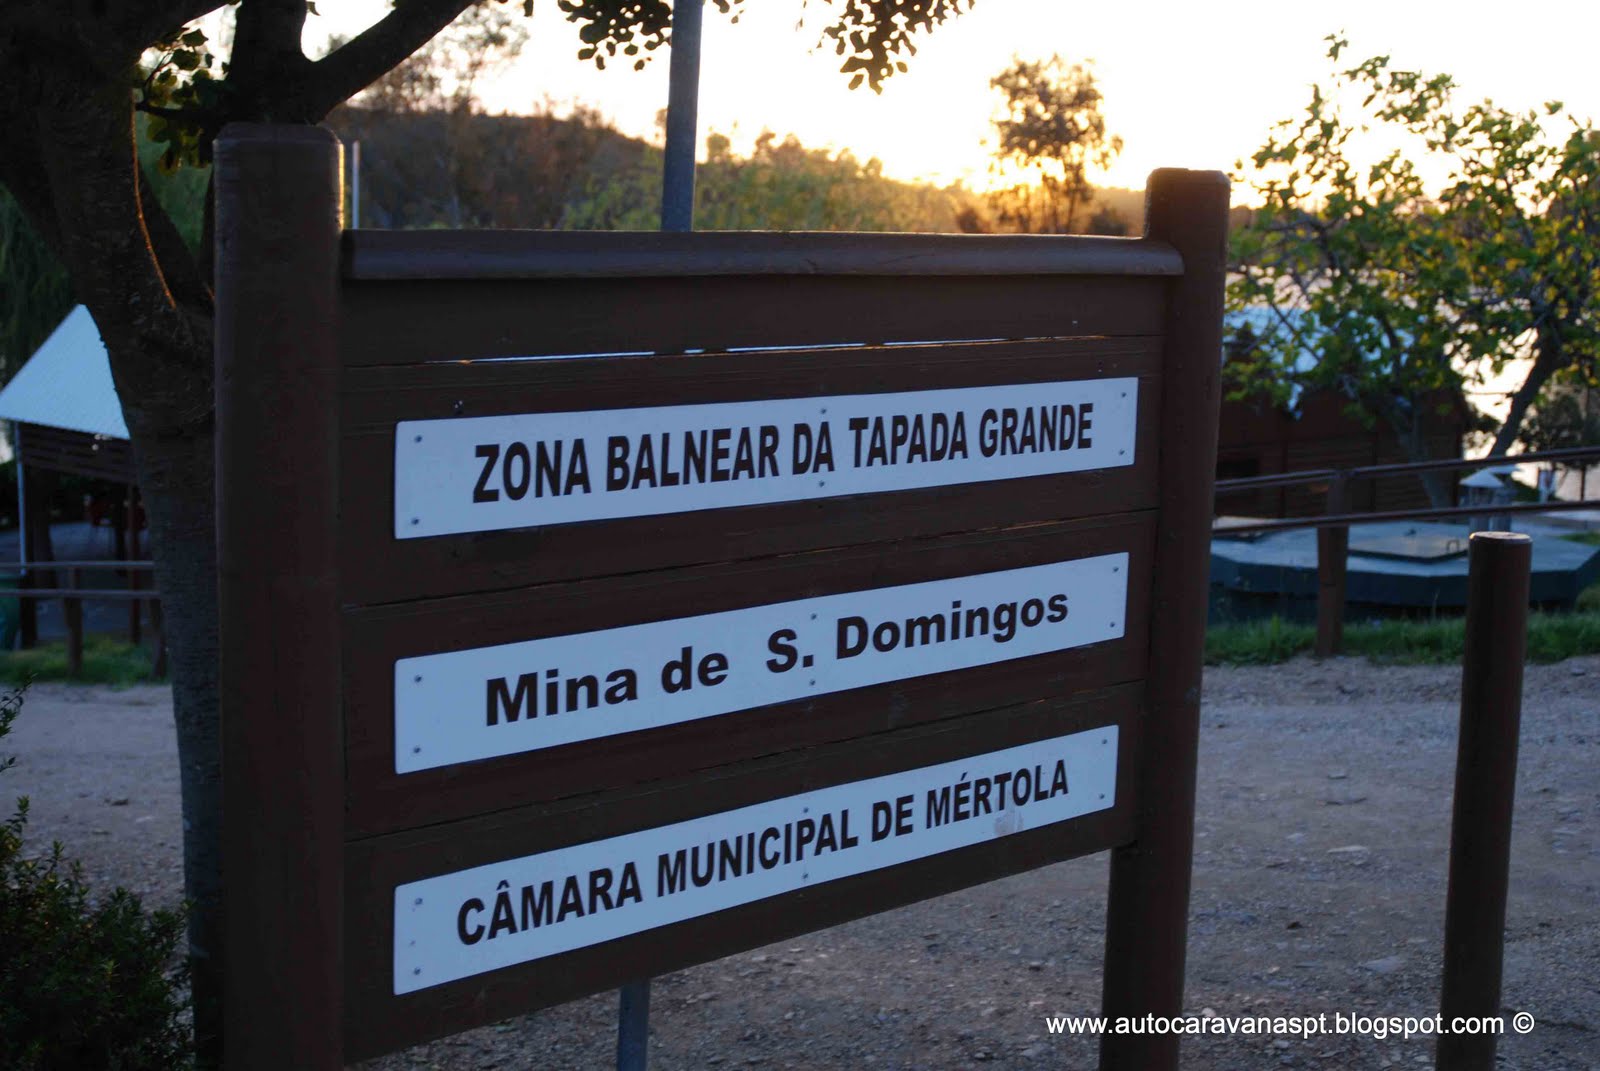 ZONA BALNEAR DA TAPADA GRANDE
Mina de S. Domingos
CÂMARA MUNICIPAL DE MÉRTOLA
www.autocaravanaspt.blogspot.com ©